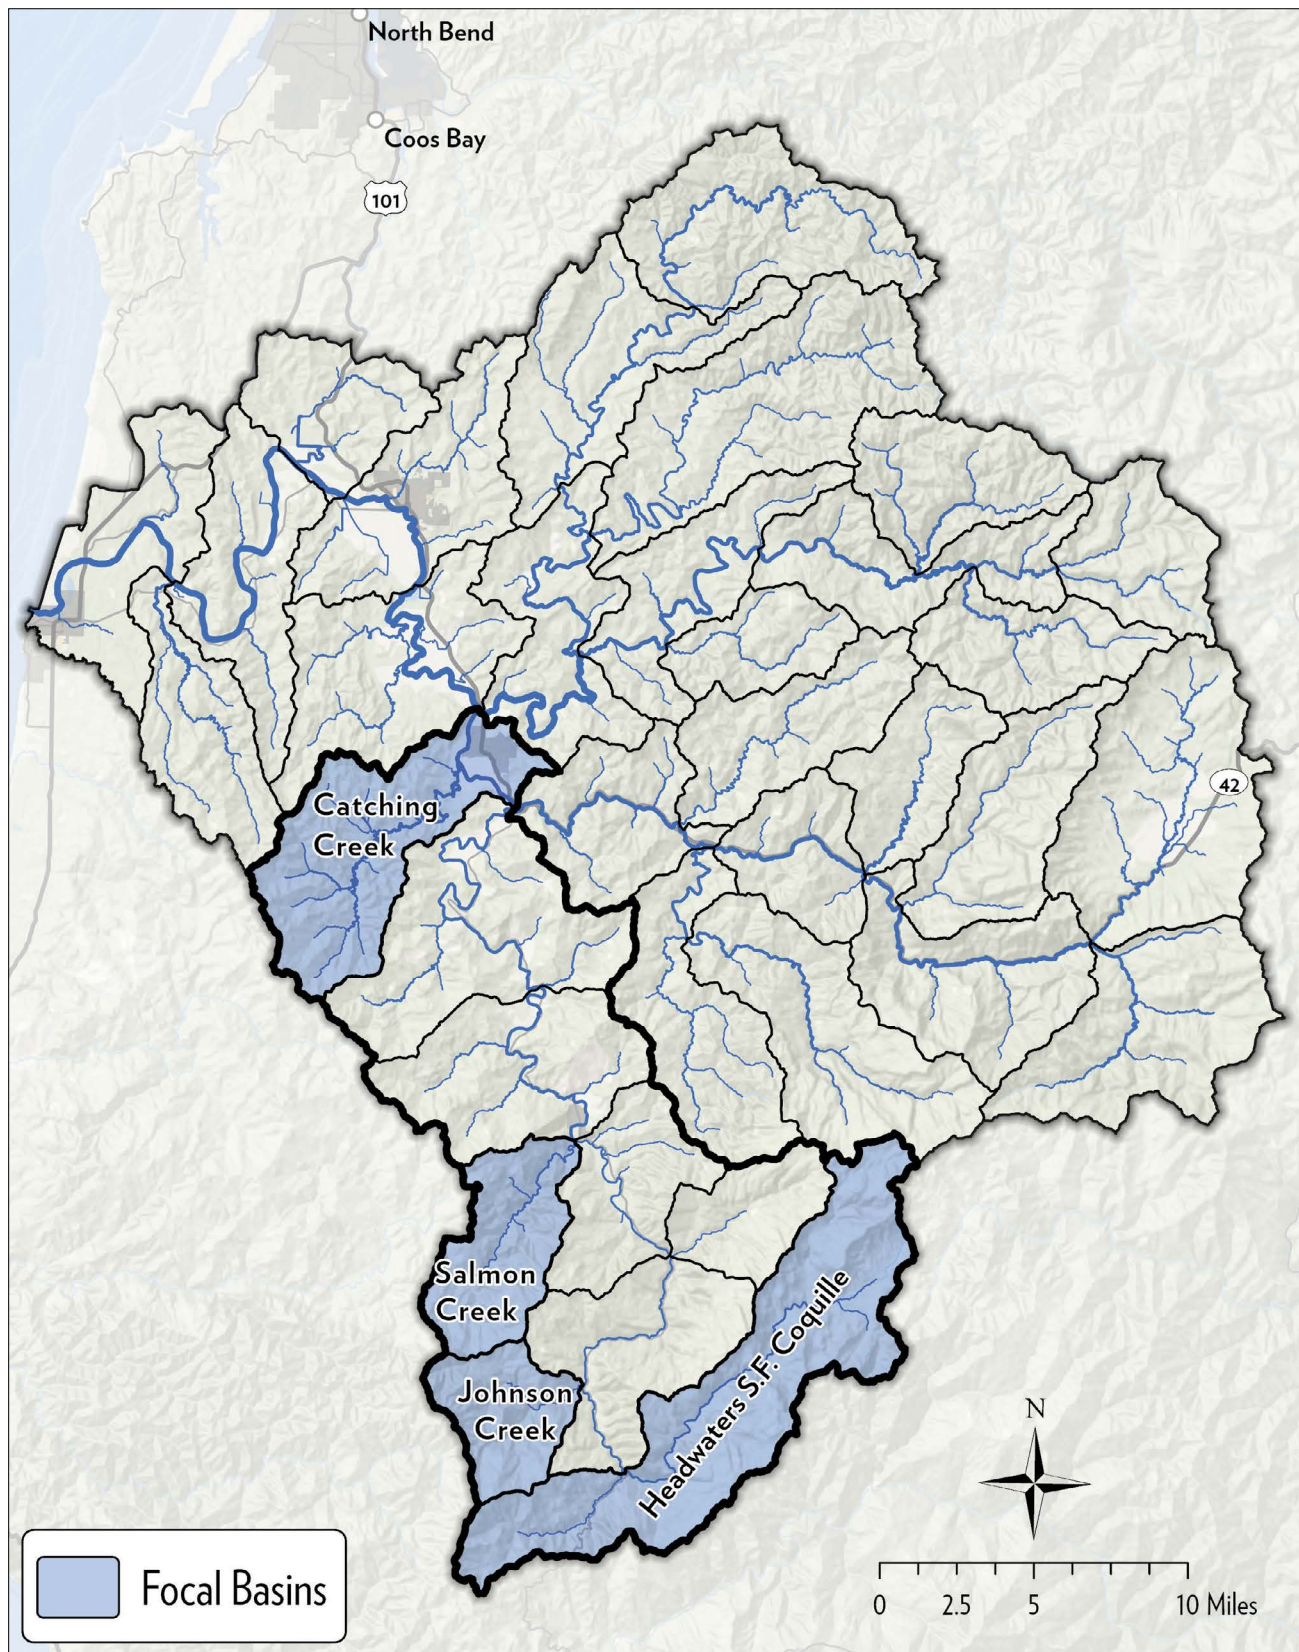 North Bend
Coos Bay
101
42
Catching
Creek
Salmon
Creek
Johnson
Creek
Headwaters S.F. Coquille
N
Focal Basins
0 2.5 5 10 Miles